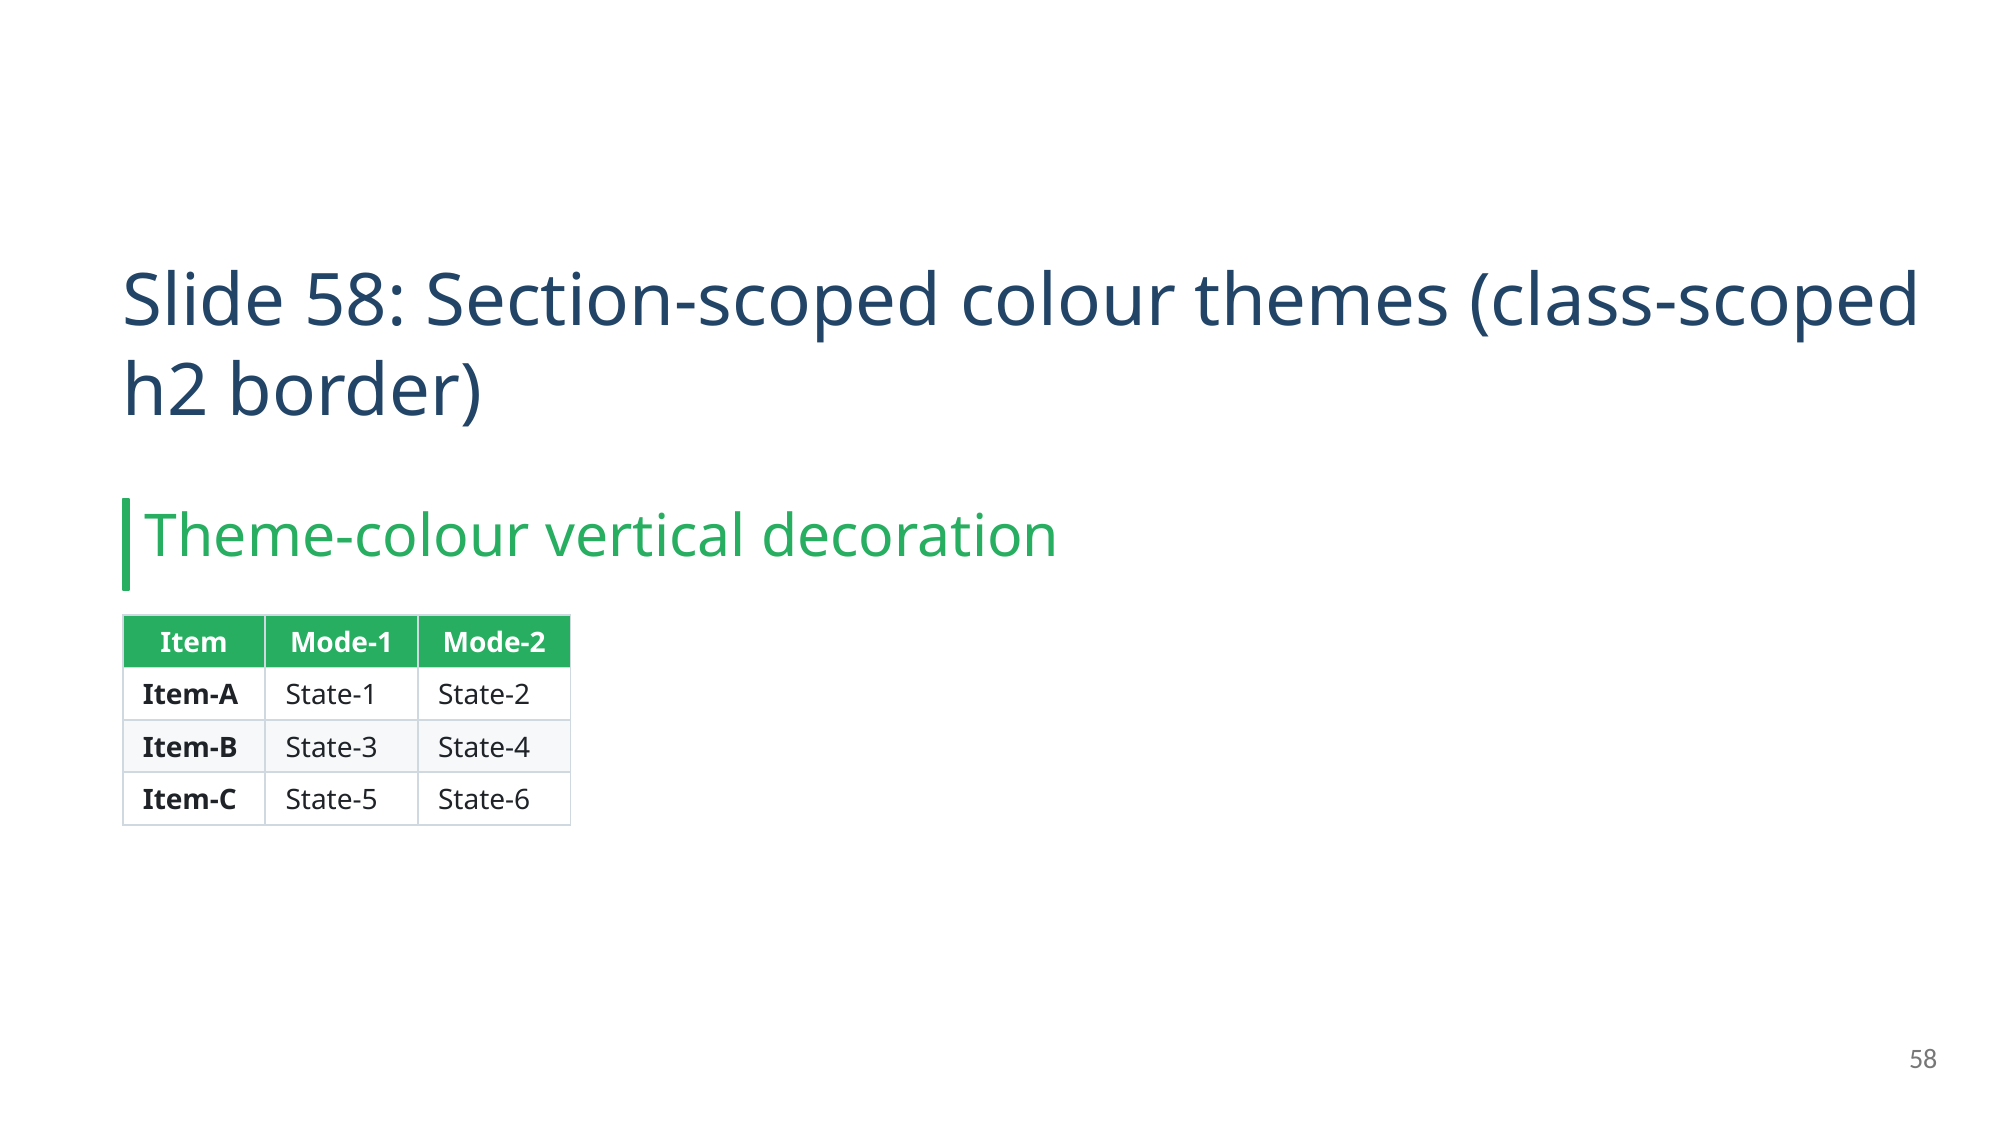 Slide 58: Section-scoped colour themes (class-scoped
h2 border)
Theme-colour vertical decoration
Item Mode-1 Mode-2
Item-A State-1 State-2
Item-B State-3 State-4
Item-C State-5 State-6
58